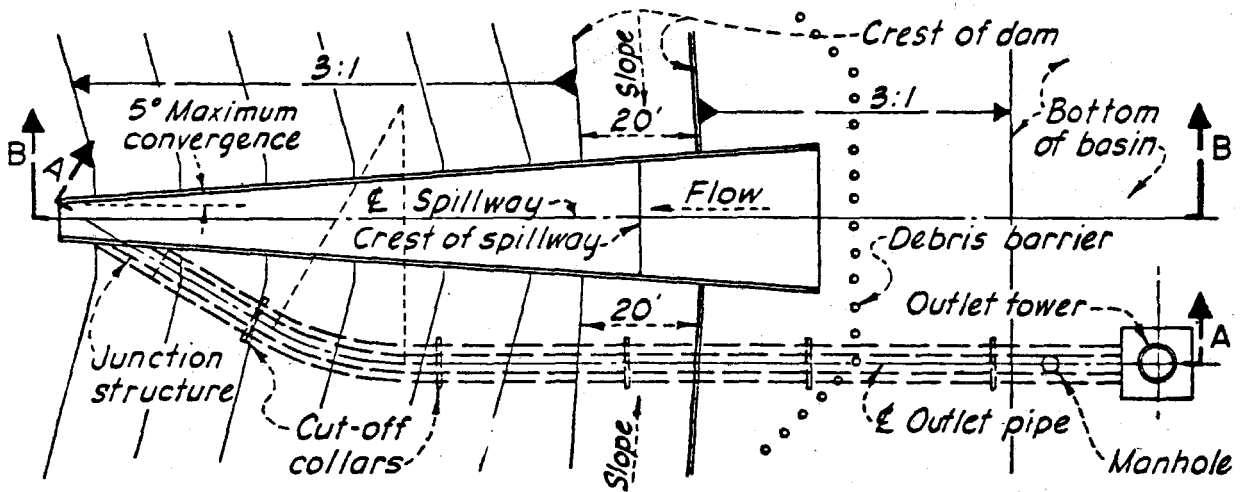 Crest of dam
Slope
3:1
3:1
5° Maximum
convergence
20'
Bottom
of basin
B
A
B
℄ Spillway
Flow
Crest of spillway
Debris barrier
Outlet tower
20'
A
Junction
structure
Cut-off
collars
Slope
℄ Outlet pipe
Manhole